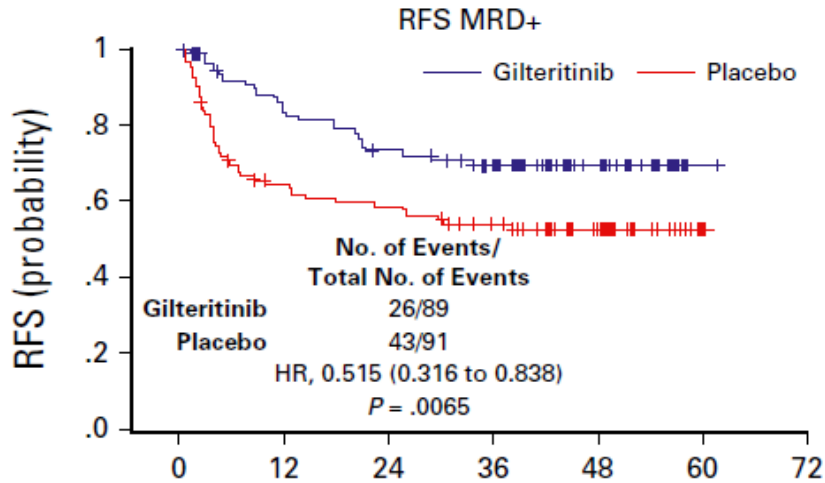 RFS MRD+
Gilteritinib Placebo
RFS (probability)
1
.8
.6
.4
.2
.0
No. of Events/
Total No. of Events
Gilteritinib 26/89
Placebo 43/91
HR, 0.515 (0.316 to 0.838)
P = .0065
0 12 24 36 48 60 72